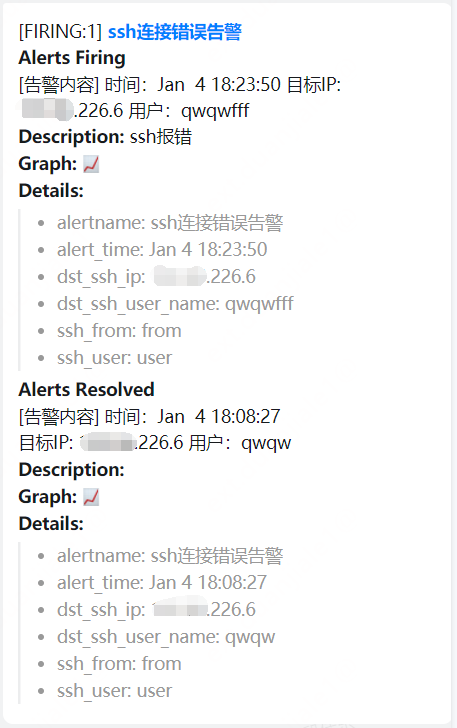 [FIRING:1] ssh连接错误告警
Alerts Firing
[告警内容] 时间：Jan 4 18:23:50 目标IP:
.226.6 用户：qwqwfff
Description: ssh报错
Graph: 📈
Details:
• alertname: ssh连接错误告警
• alert_time: Jan 4 18:23:50
• dst_ssh_ip: .226.6
• dst_ssh_user_name: qwqwfff
• ssh_from: from
• ssh_user: user
Alerts Resolved
[告警内容] 时间：Jan 4 18:08:27
目标IP: .226.6 用户：qwqw
Description:
Graph: 📈
Details:
• alertname: ssh连接错误告警
• alert_time: Jan 4 18:08:27
• dst_ssh_ip: .226.6
• dst_ssh_user_name: qwqw
• ssh_from: from
• ssh_user: user